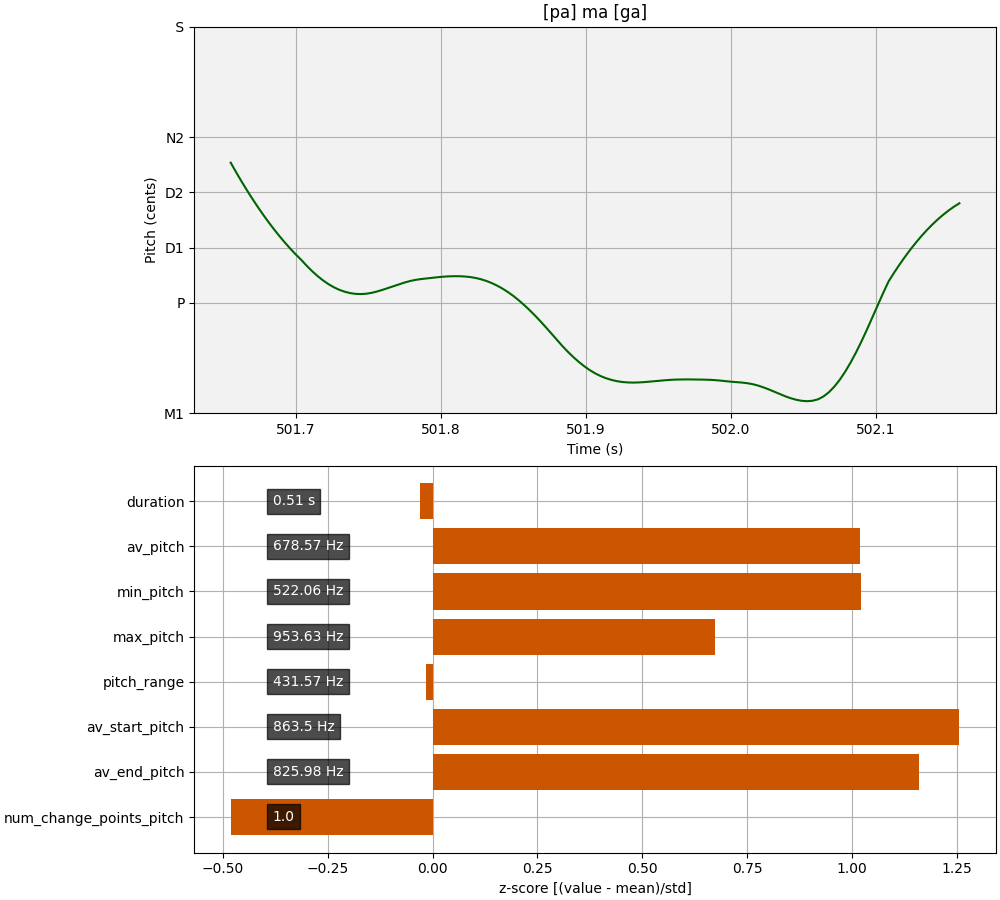 [pa] ma [ga]
S
N2
D2
D1
P
M1
Pitch (cents)
501.7 501.8 501.9 502.0 502.1
Time (s)
duration 0.51 s
av_pitch 678.57 Hz
min_pitch 522.06 Hz
max_pitch 953.63 Hz
pitch_range 431.57 Hz
av_start_pitch 863.5 Hz
av_end_pitch 825.98 Hz
num_change_points_pitch 1.0
−0.50 −0.25 0.00 0.25 0.50 0.75 1.00 1.25
z-score [(value - mean)/std]